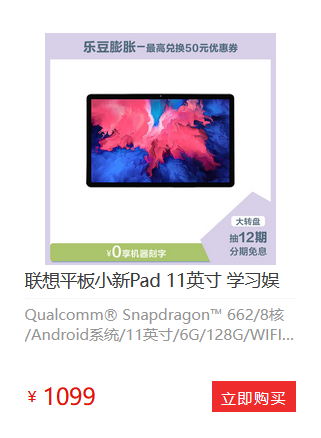 乐豆膨胀–最高兑换50元优惠券
大转盘
抽12期
分期免息
¥0享机器刻字
联想平板小新Pad 11英寸 学习娱
Qualcomm® Snapdragon™ 662/8核
/Android系统/11英寸/6G/128G/WIFI...
¥ 1099
立即购买